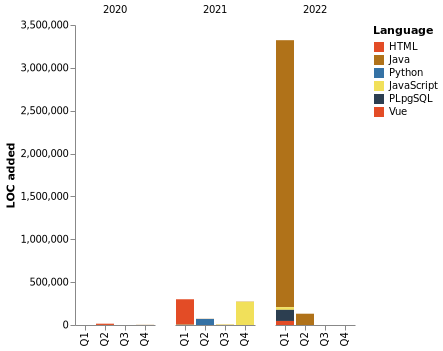 2020 2021 2022
Language
HTML
Java
Python
JavaScript
PLpgSQL
Vue
LOC added
3,500,000
3,000,000
2,500,000
2,000,000
1,500,000
1,000,000
500,000
0
Q1 Q2 Q3 Q4 Q1 Q2 Q3 Q4 Q1 Q2 Q3 Q4